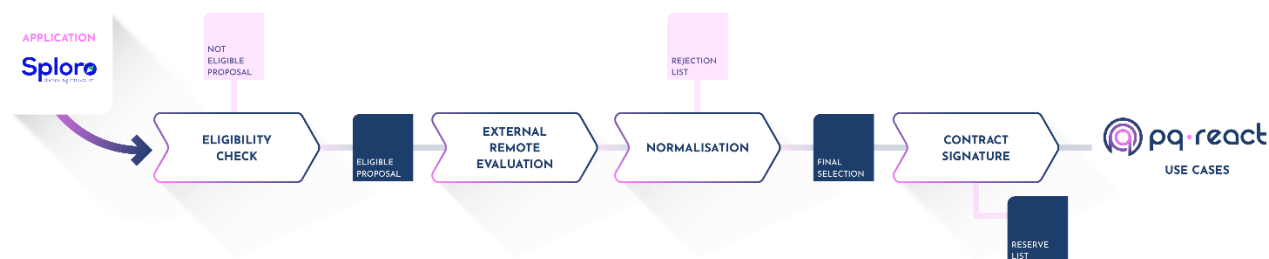 APPLICATION
Sploro
NOT
ELIGIBLE
PROPOSAL
ELIGIBILITY
CHECK
ELIGIBLE
PROPOSAL
EXTERNAL
REMOTE
EVALUATION
REJECTION
LIST
NORMALISATION
FINAL
SELECTION
CONTRACT
SIGNATURE
RESERVE
LIST
pq·react
USE CASES